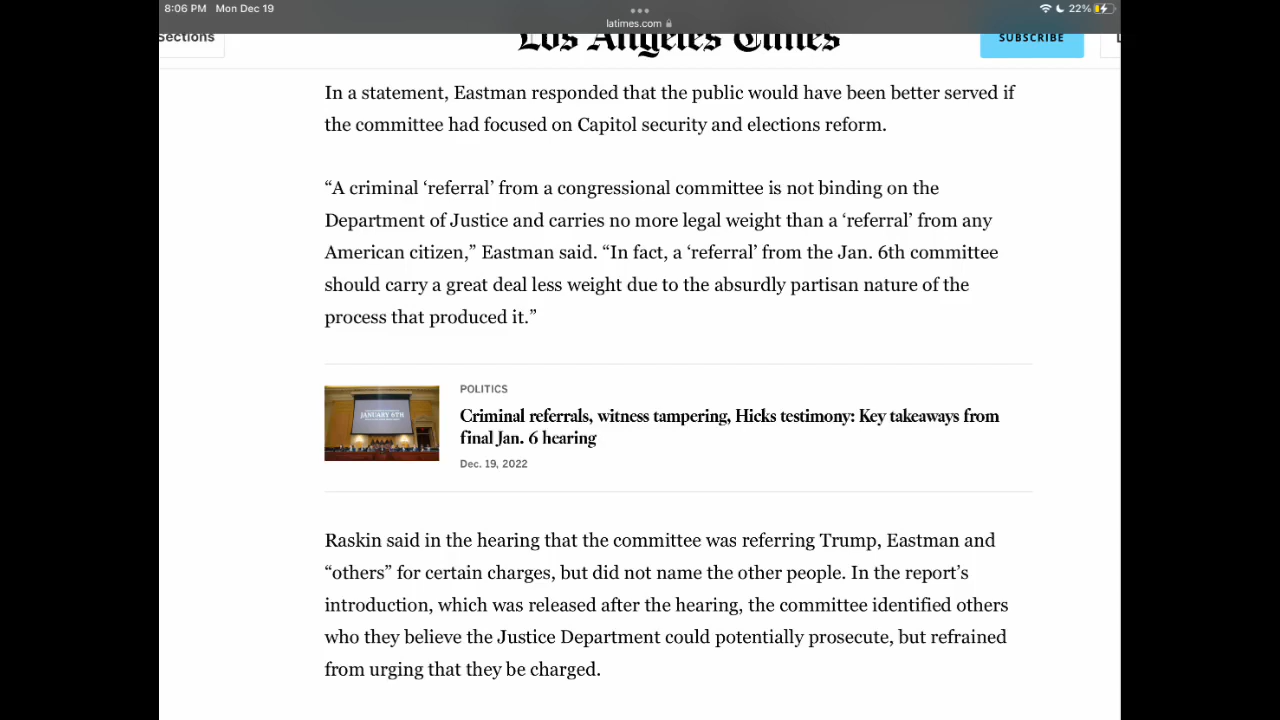 8:06 PM Mon Dec 19
22%
latimes.com
Sections
Los Angeles Times
SUBSCRIBE
L
In a statement, Eastman responded that the public would have been better served if
the committee had focused on Capitol security and elections reform.
“A criminal ‘referral’ from a congressional committee is not binding on the
Department of Justice and carries no more legal weight than a ‘referral’ from any
American citizen,” Eastman said. “In fact, a ‘referral’ from the Jan. 6th committee
should carry a great deal less weight due to the absurdly partisan nature of the
process that produced it.”
JANUARY 6TH
POLITICS
Criminal referrals, witness tampering, Hicks testimony: Key takeaways from
final Jan. 6 hearing
Dec. 19, 2022
Raskin said in the hearing that the committee was referring Trump, Eastman and
“others” for certain charges, but did not name the other people. In the report’s
introduction, which was released after the hearing, the committee identified others
who they believe the Justice Department could potentially prosecute, but refrained
from urging that they be charged.